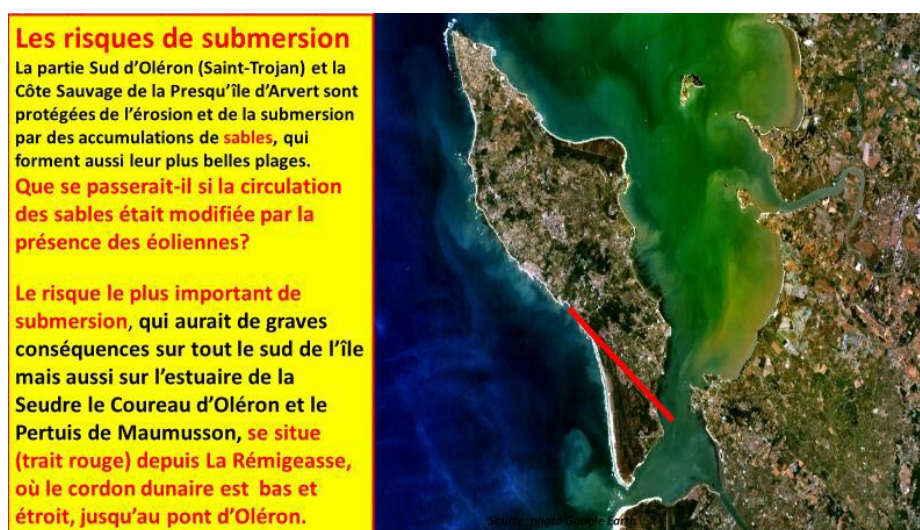 Les risques de submersion
La partie Sud d’Oléron (Saint-Trojan) et la
Côte Sauvage de la Presqu’île d’Arvert sont
protégées de l’érosion et de la submersion
par des accumulations de sables, qui
forment aussi leur plus belles plages.
Que se passerait-il si la circulation
des sables était modifiée par la
présence des éoliennes?
Le risque le plus important de
submersion, qui aurait de graves
conséquences sur tout le sud de l’île
mais aussi sur l’estuaire de la
Seudre le Coureau d’Oléron et le
Pertuis de Maumusson, se situe
(trait rouge) depuis La Rémigeasse,
où le cordon dunaire est bas et
étroit, jusqu’au pont d’Oléron.
Source: photo Google Earth